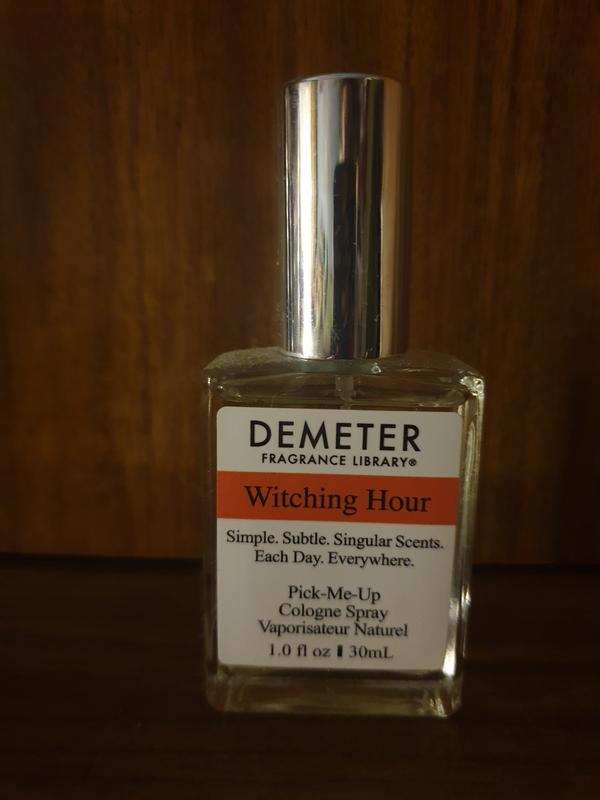 DEMETER
FRAGRANCE LIBRARY®
Witching Hour
Simple. Subtle. Singular Scents.
Each Day. Everywhere.
Pick-Me-Up
Cologne Spray
Vaporisateur Naturel
1.0 fl oz ▮ 30mL